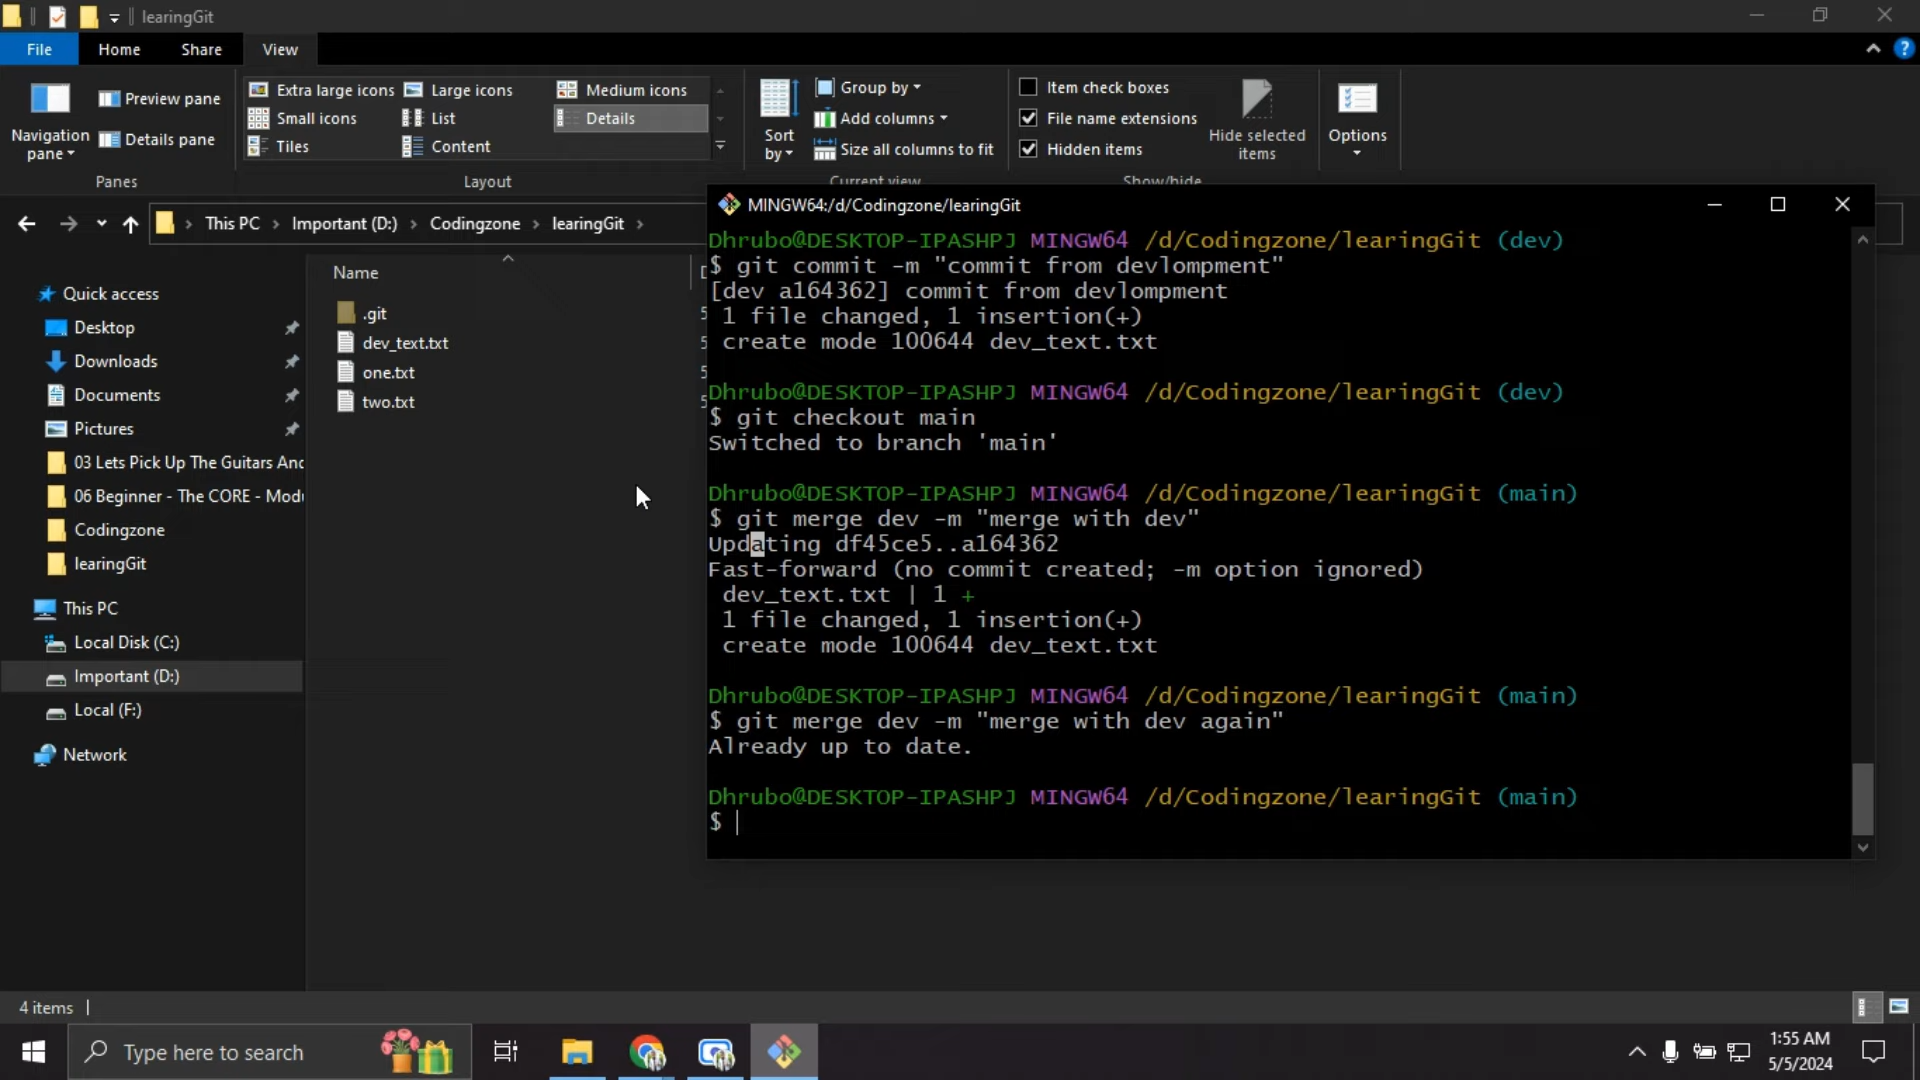 learingGit
File
Home
Share
View
Navigation pane
Preview pane
Details pane
Panes
Extra large icons
Large icons
Medium icons
Small icons
List
Details
Tiles
Content
Layout
Sort by
Group by
Add columns
Size all columns to fit
Current view
Item check boxes
File name extensions
Hidden items
Hide selected items
Show/hide
Options
This PC
Important (D:)
Codingzone
learingGit
Quick access
Desktop
Downloads
Documents
Pictures
03 Lets Pick Up The Guitars And
06 Beginner - The CORE - Modu
Codingzone
learingGit
This PC
Local Disk (C:)
Important (D:)
Local (F:)
Network
Name
.git
dev_text.txt
one.txt
two.txt
MINGW64:/d/Codingzone/learingGit
Dhrubo@DESKTOP-IPASHPJ MINGW64 /d/Codingzone/learingGit (dev)
$ git commit -m "commit from devlompment"
[dev a164362] commit from devlompment
1 file changed, 1 insertion(+)
create mode 100644 dev_text.txt
Dhrubo@DESKTOP-IPASHPJ MINGW64 /d/Codingzone/learingGit (dev)
$ git checkout main
Switched to branch 'main'
Dhrubo@DESKTOP-IPASHPJ MINGW64 /d/Codingzone/learingGit (main)
$ git merge dev -m "merge with dev"
Updating df45ce5..a164362
Fast-forward (no commit created; -m option ignored)
dev_text.txt | 1 +
1 file changed, 1 insertion(+)
create mode 100644 dev_text.txt
Dhrubo@DESKTOP-IPASHPJ MINGW64 /d/Codingzone/learingGit (main)
$ git merge dev -m "merge with dev again"
Already up to date.
Dhrubo@DESKTOP-IPASHPJ MINGW64 /d/Codingzone/learingGit (main)
$
4 items
Type here to search
1:55 AM
5/5/2024